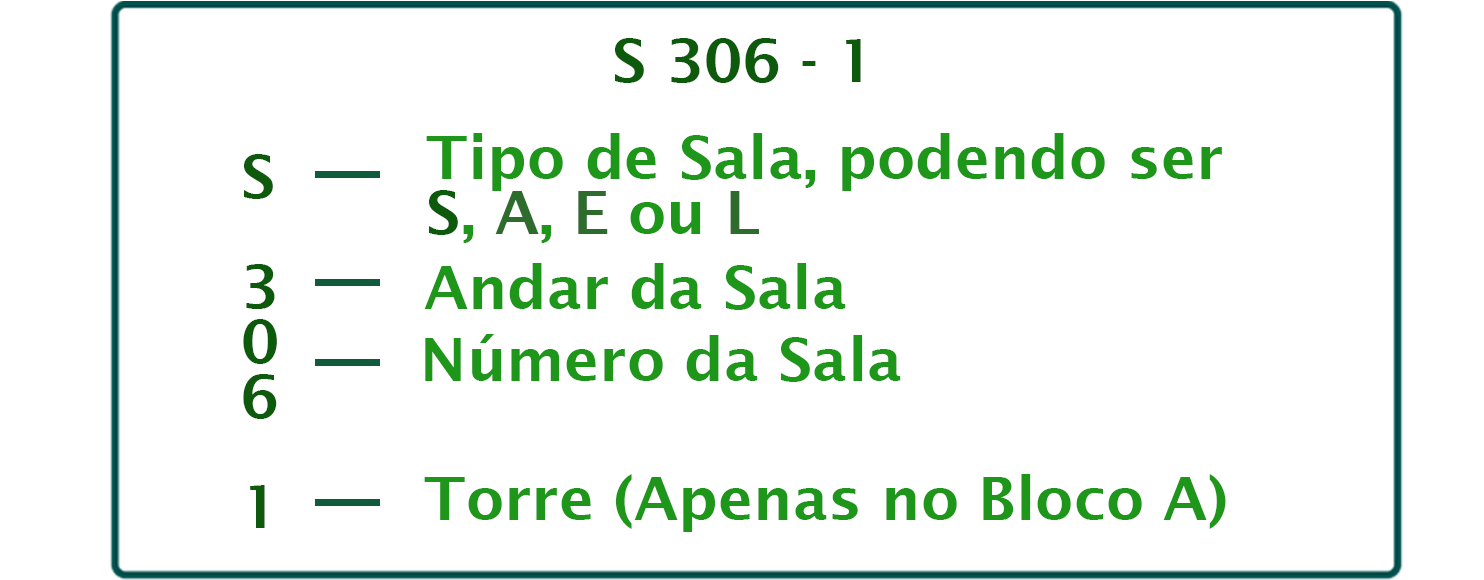 S 306 - 1
S — Tipo de Sala, podendo ser
S, A, E ou L
3 — Andar da Sala
0
6 — Número da Sala
1 — Torre (Apenas no Bloco A)